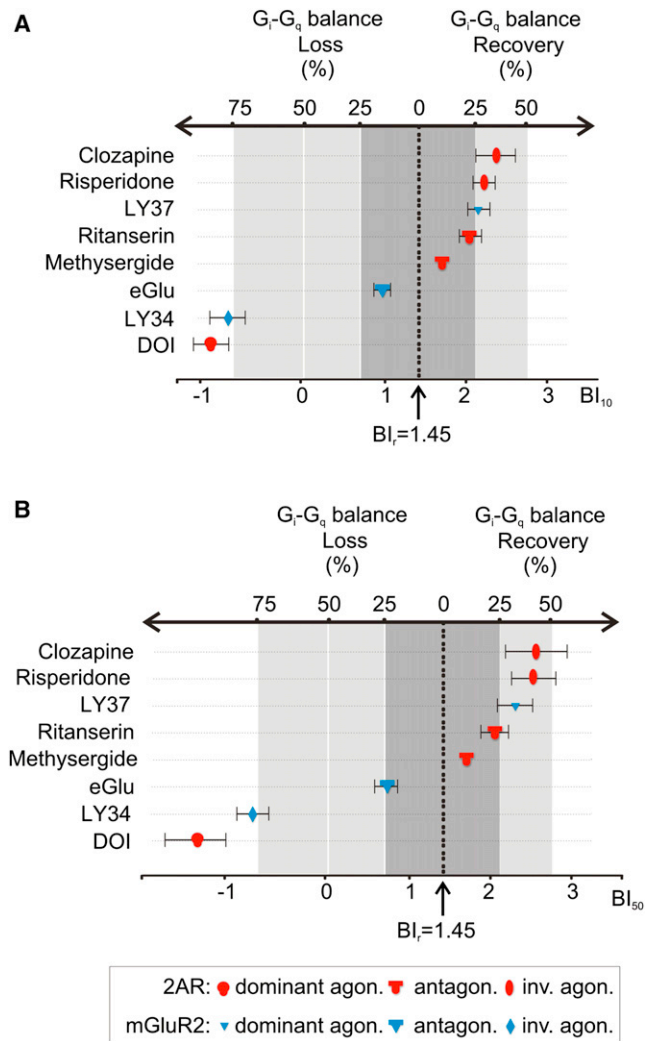 A
Gi-Gq balance Loss (%)
Gi-Gq balance Recovery (%)
75 50 25 0 25 50
Clozapine
Risperidone
LY37
Ritanserin
Methysergide
eGlu
LY34
DOI
-1 0 1 2 3 BI10
BIr=1.45
B
Gi-Gq balance Loss (%)
Gi-Gq balance Recovery (%)
75 50 25 0 25 50
Clozapine
Risperidone
LY37
Ritanserin
Methysergide
eGlu
LY34
DOI
-1 0 1 2 3 BI50
BIr=1.45
2AR: dominant agon. antagon. inv. agon.
mGluR2: dominant agon. antagon. inv. agon.